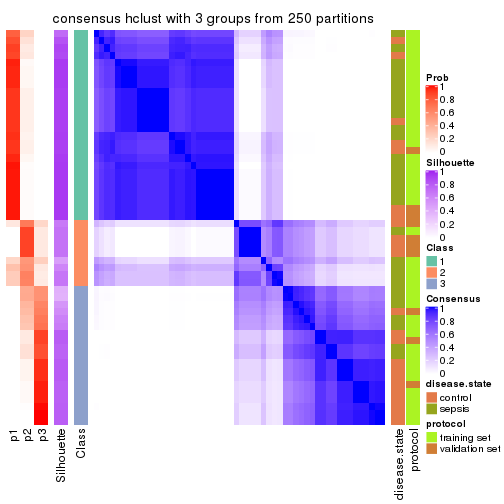 consensus hclust with 3 groups from 250 partitions
Prob
1
0.8
0.6
0.4
0.2
0
Silhouette
1
0.8
0.6
0.4
0.2
0
Class
1
2
3
Consensus
1
0.8
0.6
0.4
0.2
0
disease.state
control
sepsis
protocol
training set
validation set
p1
p2
p3
Silhouette
Class
disease.state
protocol